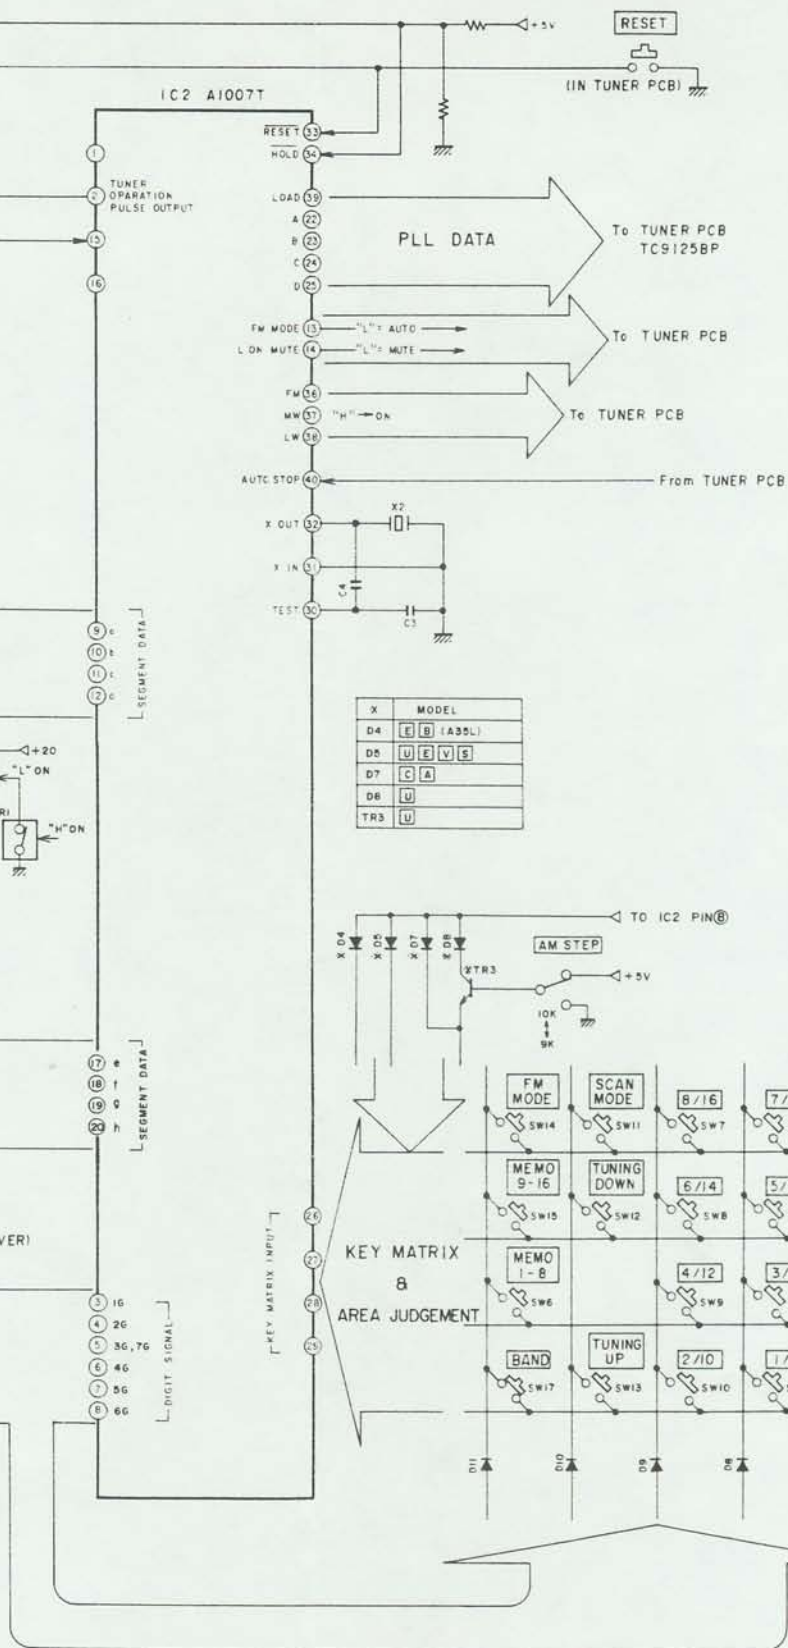 +5V
RESET
(IN TUNER PCB)
IC2 A1007T
RESET 33
HOLD 34
1
2 TUNER
OPARATION
PULSE OUTPUT
15
16
LOAD 39
A 22
B 23
C 24
D 25
PLL DATA
To TUNER PCB
TC9125BP
FM MODE 13 "L"= AUTO
L ON MUTE 14 "L"= MUTE
To TUNER PCB
FM 36
MW 37 "H"→ON
LW 38
To TUNER PCB
AUTO STOP 40
From TUNER PCB
X OUT 32
X2
X IN 31
C4
TEST 30
C3
9
10
11
12
SEGMENT DATA
X MODEL
D4 E B (A35L)
D5 U E V S
D7 C A
D8 U
TR3 U
+20
"L" ON
"H" ON
TO IC2 PIN⑧
X D4
X D5
X D7
X D8
XTR3
AM STEP
+5V
10K
9K
17 e
18 f
19 g
20 h
SEGMENT DATA
FM
MODE
SW14
SCAN
MODE
SW11
8/16
SW7
7/
MEMO
9-16
SW15
TUNING
DOWN
SW12
6/14
SW8
5/
MEMO
1-8
SW6
4/12
SW9
3/
BAND
SW17
TUNING
UP
SW13
2/10
SW10
1/
VER)
26
27
28
KEY MATRIX INPUT
KEY MATRIX
&
AREA JUDGEMENT
3 1G
4 2G
5 3G,7G
6 4G
7 5G
8 6G
DIGIT SIGNAL
D11
D10
D9
D8